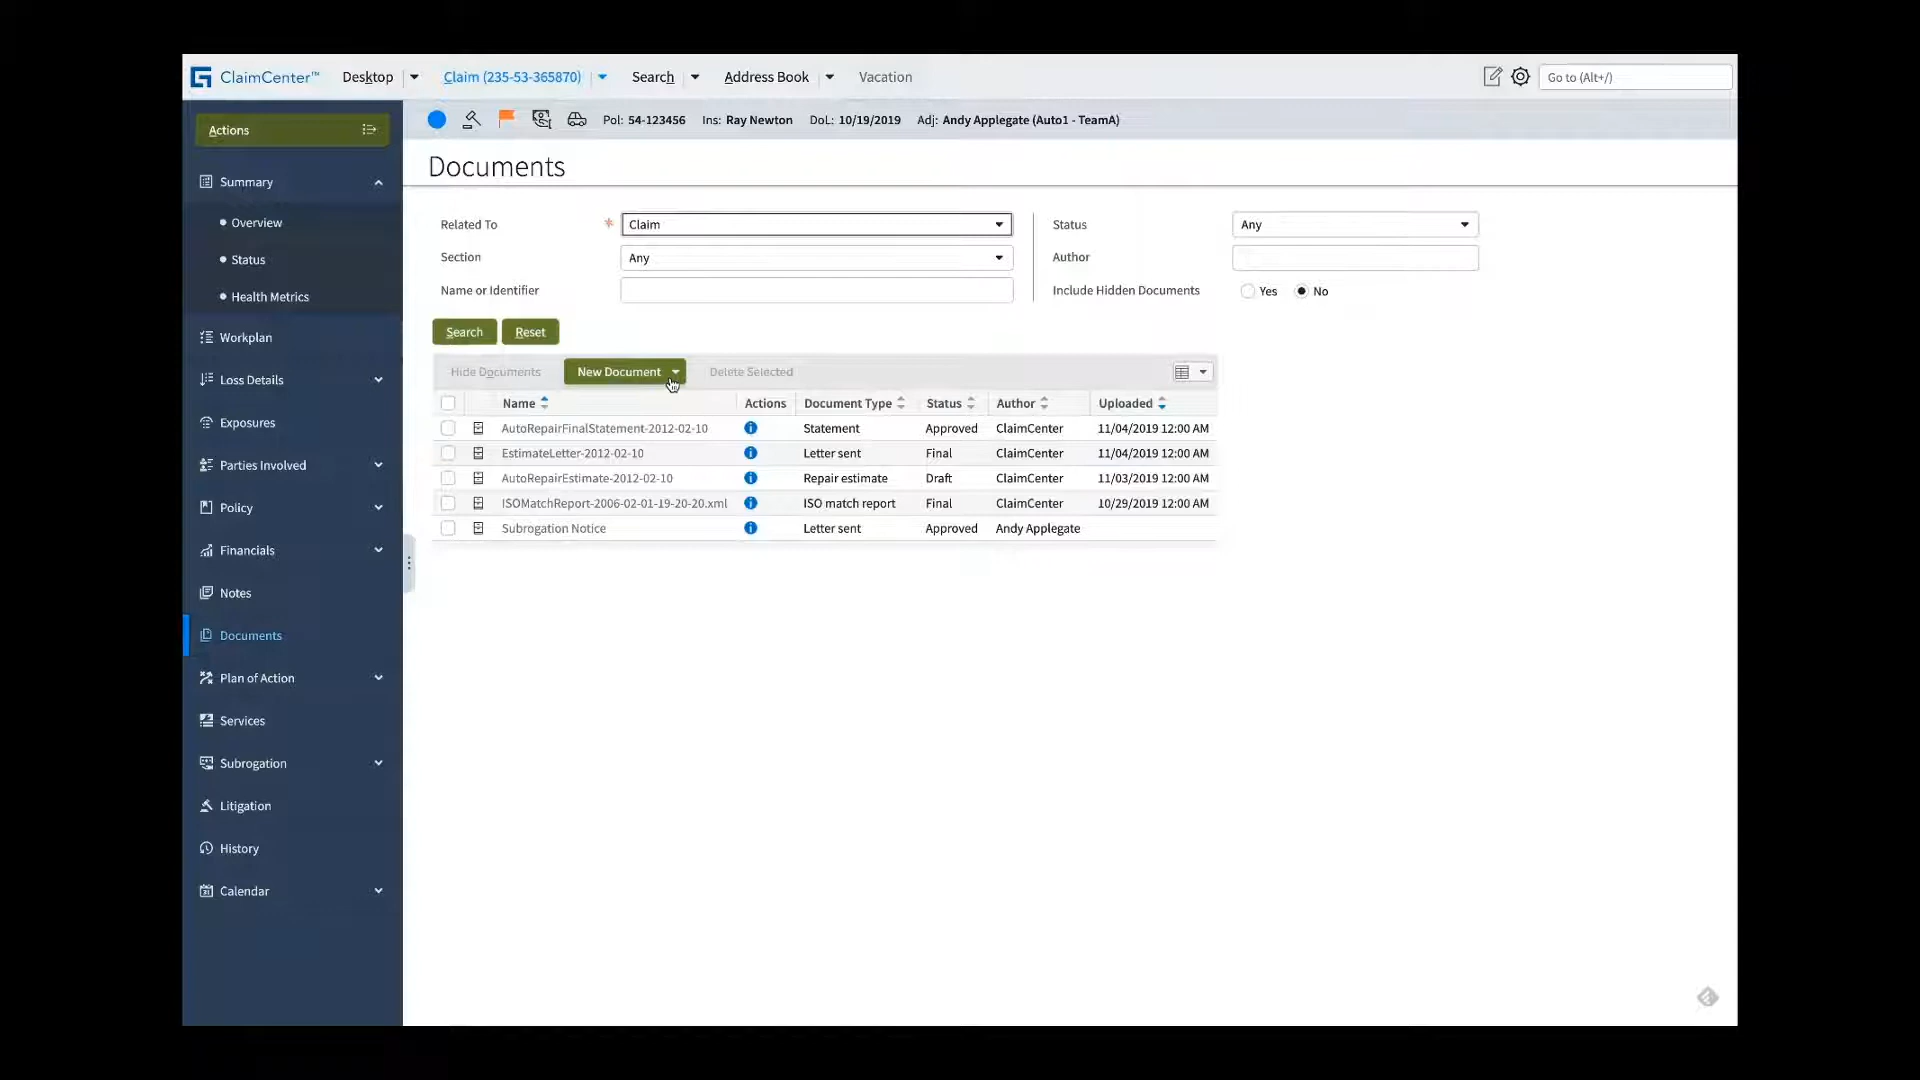 ClaimCenter™ Desktop Claim (235-53-365870) Search Address Book Vacation Go to (Alt+/)
Actions
Pol: 54-123456 Ins: Ray Newton DoL: 10/19/2019 Adj: Andy Applegate (Auto1 - TeamA)
Summary
Overview
Status
Health Metrics
Workplan
Loss Details
Exposures
Parties Involved
Policy
Financials
Notes
Documents
Plan of Action
Services
Subrogation
Litigation
History
Calendar
Documents
Related To * Claim
Section Any
Name or Identifier
Status Any
Author
Include Hidden Documents Yes No
Search Reset
Hide Documents New Document Delete Selected
Name Actions Document Type Status Author Uploaded
AutoRepairFinalStatement-2012-02-10 Statement Approved ClaimCenter 11/04/2019 12:00 AM
EstimateLetter-2012-02-10 Letter sent Final ClaimCenter 11/04/2019 12:00 AM
AutoRepairEstimate-2012-02-10 Repair estimate Draft ClaimCenter 11/03/2019 12:00 AM
ISOMatchReport-2006-02-01-19-20-20.xml ISO match report Final ClaimCenter 10/29/2019 12:00 AM
Subrogation Notice Letter sent Approved Andy Applegate